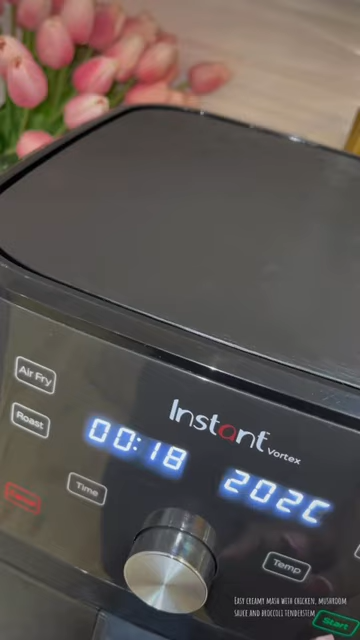 Air Fry
Roast
Instant
Vortex
00:18
202C
Cancel
Time
Temp
Start
Easy creamy mash with chicken, mushroom
sauce and broccoli tenderstem